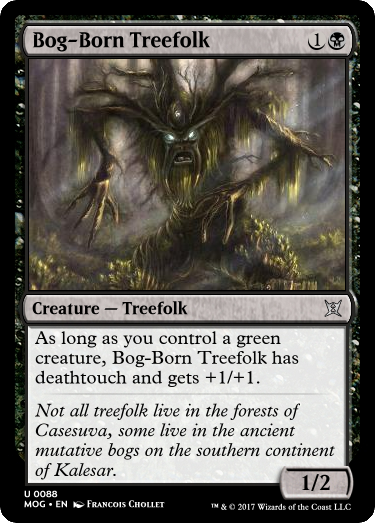 Bog-Born Treefolk 1
Creature — Treefolk
As long as you control a green
creature, Bog-Born Treefolk has
deathtouch and gets +1/+1.
Not all treefolk live in the forests of
Casesuva, some live in the ancient
mutative bogs on the southern continent
of Kalesar.
1/2
U 0088
MOG • EN Francois Chollet
™ & © 2017 Wizards of the Coast LLC